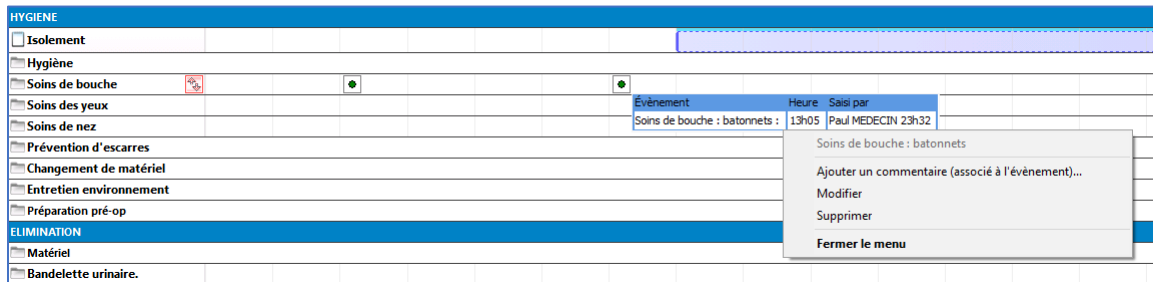 HYGIENE
Isolement
Hygiène
Soins de bouche
Soins des yeux
Évènement Heure Saisi par
Soins de nez
Soins de bouche : batonnets : 13h05 Paul MEDECIN 23h32
Prévention d'escarres
Soins de bouche : batonnets
Changement de matériel
Ajouter un commentaire (associé à l'évènement)...
Entretien environnement
Modifier
Préparation pré-op
Supprimer
ELIMINATION
Fermer le menu
Matériel
Bandelette urinaire.